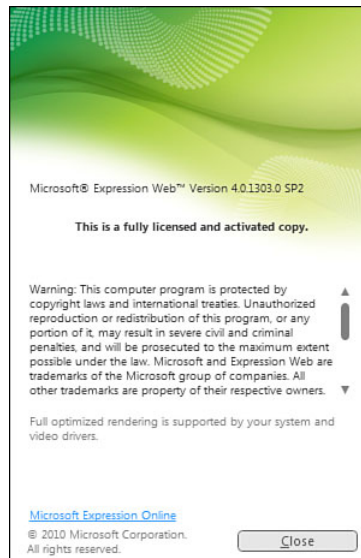 Microsoft® Expression Web™ Version 4.0.1303.0 SP2
This is a fully licensed and activated copy.
Warning: This computer program is protected by
copyright laws and international treaties. Unauthorized
reproduction or redistribution of this program, or any
portion of it, may result in severe civil and criminal
penalties, and will be prosecuted to the maximum extent
possible under the law. Microsoft and Expression Web are
trademarks of the Microsoft group of companies. All
other trademarks are property of their respective owners.
Full optimized rendering is supported by your system and
video drivers.
Microsoft Expression Online
© 2010 Microsoft Corporation.
All rights reserved.
Close